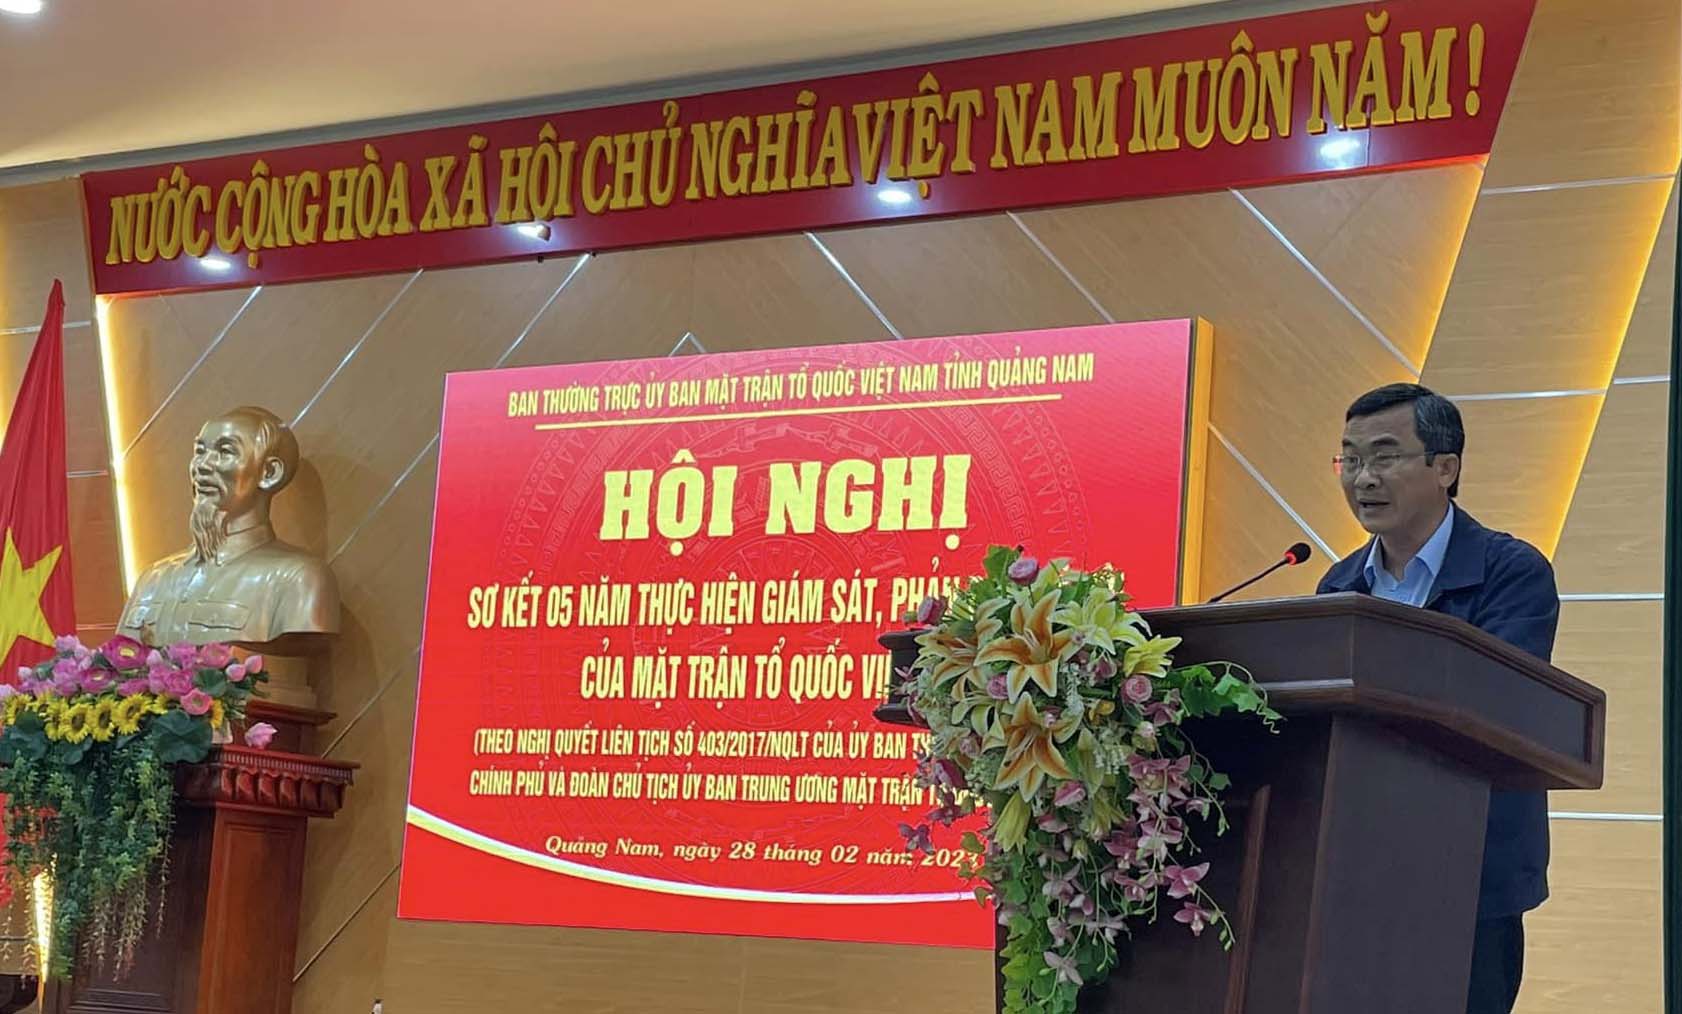 NƯỚC CỘNG HÒA XÃ HỘI CHỦ NGHĨA VIỆT NAM MUÔN NĂM !
BAN THƯỜNG TRỰC ỦY BAN MẶT TRẬN TỔ QUỐC VIỆT NAM TỈNH QUẢNG NAM
HỘI NGHỊ
SƠ KẾT 05 NĂM THỰC HIỆN GIÁM SÁT, PHẢN
CỦA MẶT TRẬN TỔ QUỐC
(THEO NGHỊ QUYẾT LIÊN TỊCH SỐ 403/2017/NQLT CỦA ỦY BAN
CHÍNH PHỦ VÀ ĐOÀN CHỦ TỊCH ỦY BAN TRUNG ƯƠNG MẶT TRẬN
Quảng Nam, ngày 28 tháng 02 năm 2023